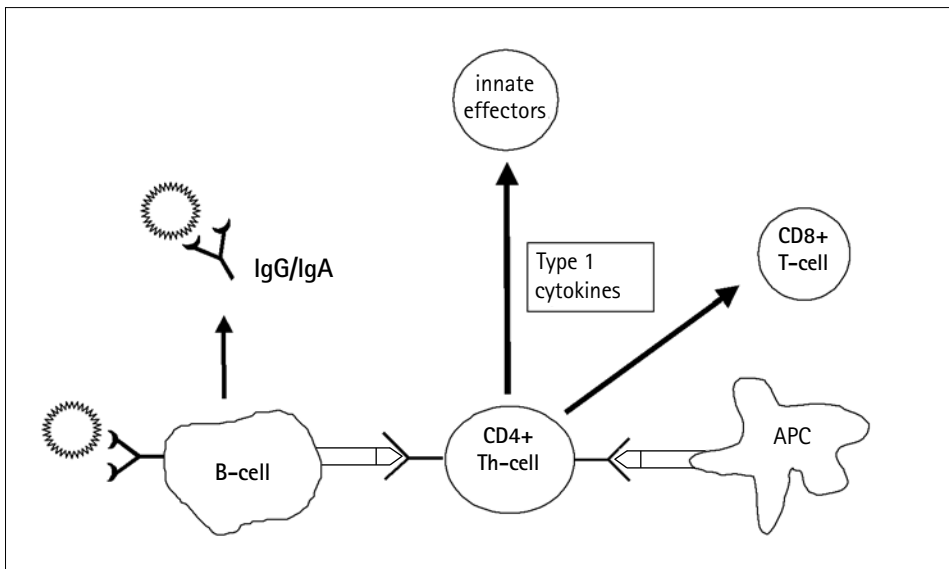 innate
effectors
CD8+
T-cell
IgG/IgA
Type 1
cytokines
CD4+
Th-cell
APC
B-cell